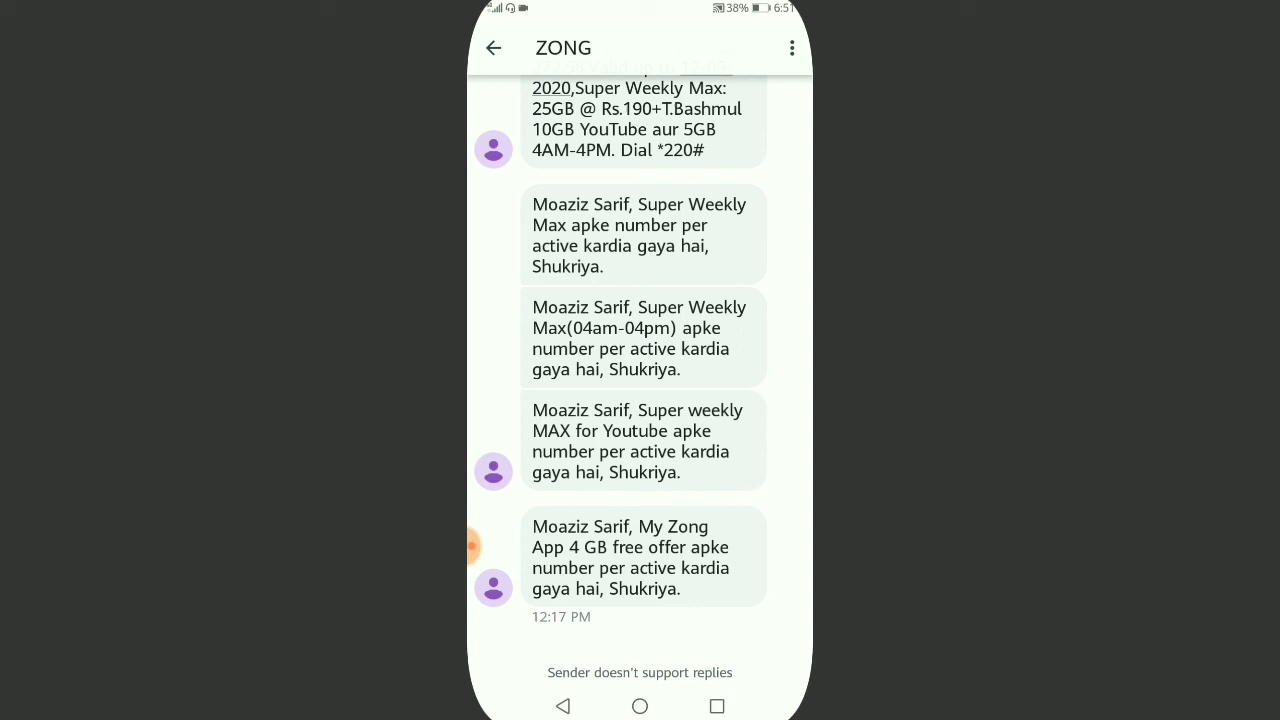 38% 6:51
ZONG
2020,Super Weekly Max:
25GB @ Rs.190+T.Bashmul
10GB YouTube aur 5GB
4AM-4PM. Dial *220#
Moaziz Sarif, Super Weekly
Max apke number per
active kardia gaya hai,
Shukriya.
Moaziz Sarif, Super Weekly
Max(04am-04pm) apke
number per active kardia
gaya hai, Shukriya.
Moaziz Sarif, Super weekly
MAX for Youtube apke
number per active kardia
gaya hai, Shukriya.
Moaziz Sarif, My Zong
App 4 GB free offer apke
number per active kardia
gaya hai, Shukriya.
12:17 PM
Sender doesn't support replies